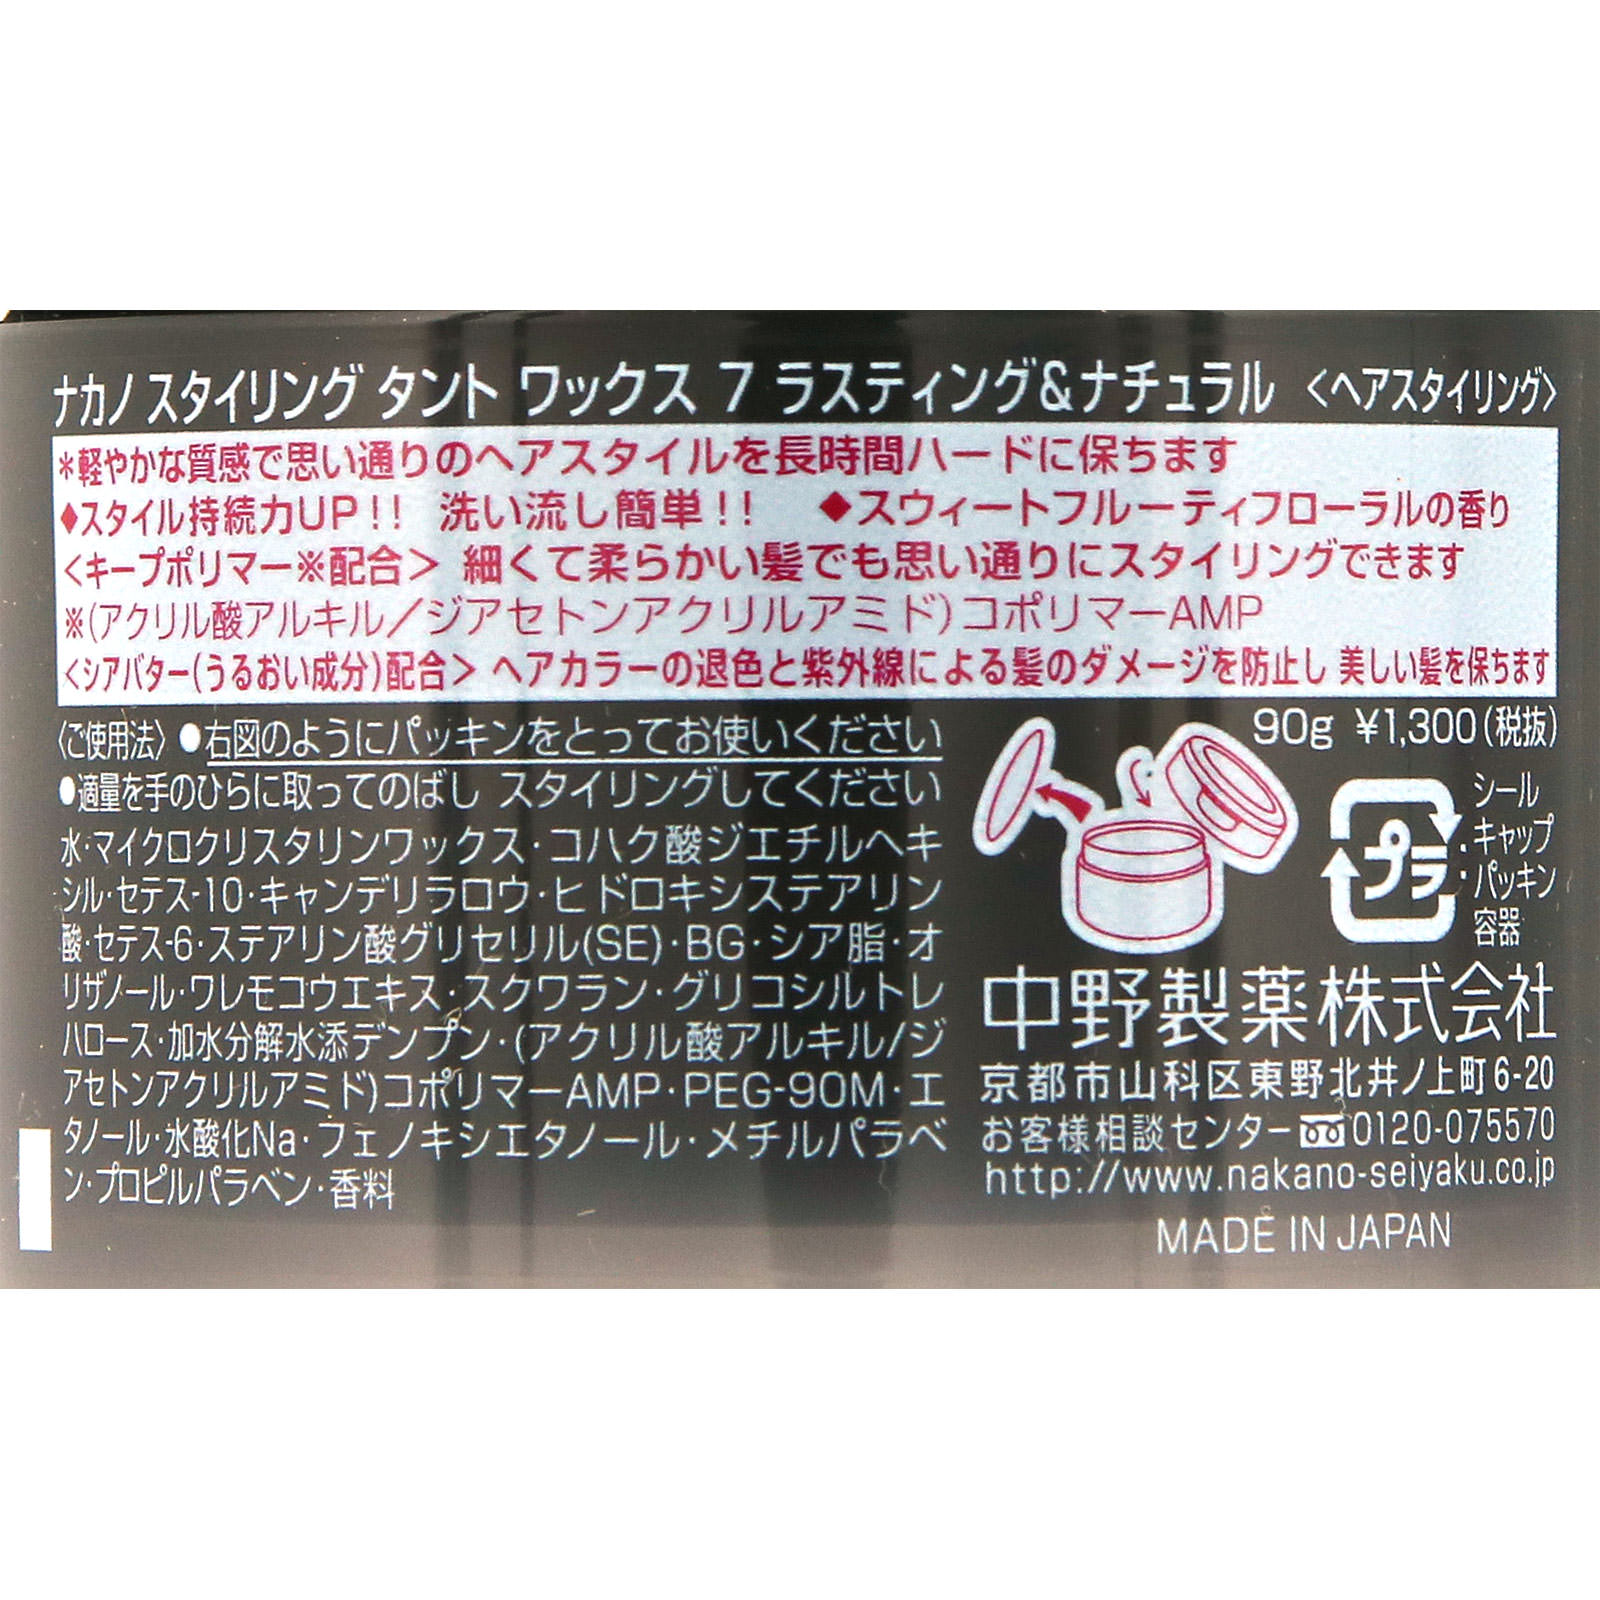 ナカノ スタイリング タント ワックス 7 ラスティング&ナチュラル 〈ヘアスタイリング〉
*軽やかな質感で思い通りのヘアスタイルを長時間ハードに保ちます
♦スタイル持続力UP!! 洗い流し簡単!! ◆スウィートフルーティフローラルの香り
<キープポリマー※配合> 細くて柔らかい髪でも思い通りにスタイリングできます
※(アクリル酸アルキル/ジアセトンアクリルアミド)コポリマーAMP
<シアバター(うるおい成分)配合> ヘアカラーの退色と紫外線による髪のダメージを防止し 美しい髪を保ちます
〈ご使用法〉●右図のようにパッキンをとってお使いください
●適量を手のひらに取ってのばし スタイリングしてください
水・マイクロクリスタリンワックス・コハク酸ジエチルヘキ
シル・セテス-10・キャンデリラロウ・ヒドロキシステアリン
酸・セテス-6・ステアリン酸グリセリル(SE)・BG・シア脂・オ
リザノール・ワレモコウエキス・スクワラン・グリコシルトレ
ハロース・加水分解水添デンプン・(アクリル酸アルキル/ジ
アセトンアクリルアミド)コポリマーAMP・PEG-90M・エ
タノール・氷酸化Na・フェノキシエタノール・メチルパラベ
ン・プロピルパラベン・香料
90g ¥1,300(税抜)
プラ
シール
・キャップ
・パッキン
容器
中野製薬株式会社
京都市山科区東野北井ノ上町6-20
お客様相談センター 0120-075570
http://www.nakano-seiyaku.co.jp
MADE IN JAPAN